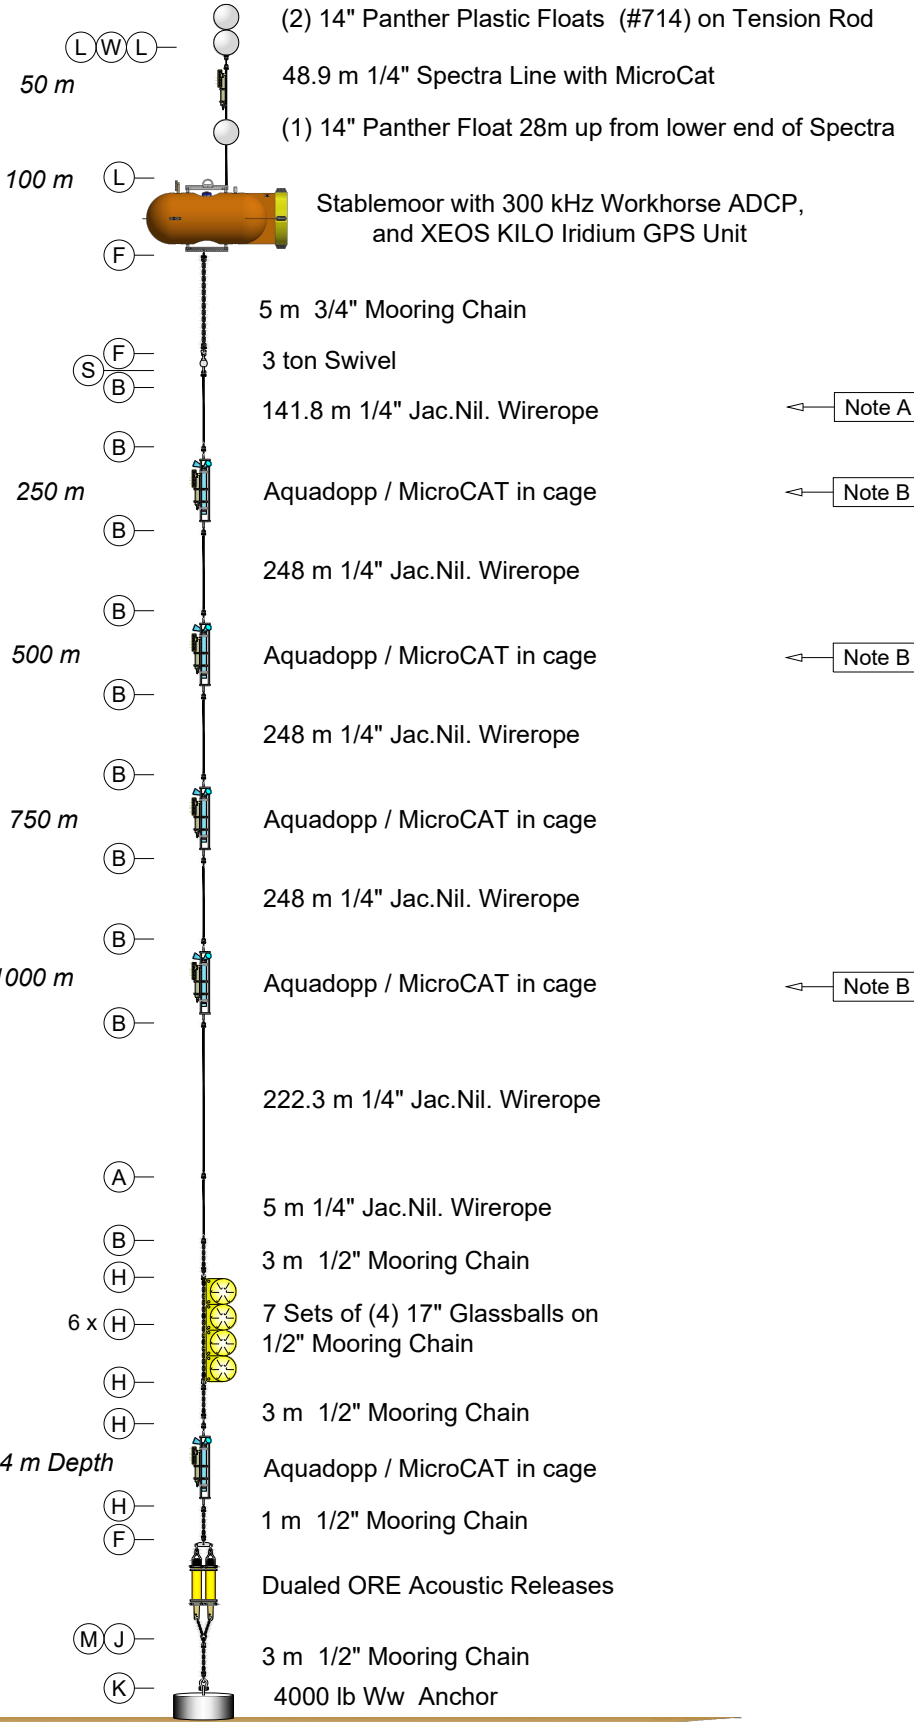 (2) 14" Panther Plastic Floats (#714) on Tension Rod
L W L
50 m
48.9 m 1/4" Spectra Line with MicroCat
(1) 14" Panther Float 28m up from lower end of Spectra
100 m
L
Stablemoor with 300 kHz Workhorse ADCP,
and XEOS KILO Iridium GPS Unit
F
5 m 3/4" Mooring Chain
F
S
3 ton Swivel
B
141.8 m 1/4" Jac.Nil. Wirerope
Note A
B
250 m
Aquadopp / MicroCAT in cage
Note B
B
248 m 1/4" Jac.Nil. Wirerope
B
500 m
Aquadopp / MicroCAT in cage
Note B
B
248 m 1/4" Jac.Nil. Wirerope
B
750 m
Aquadopp / MicroCAT in cage
B
248 m 1/4" Jac.Nil. Wirerope
B
000 m
Aquadopp / MicroCAT in cage
Note B
B
222.3 m 1/4" Jac.Nil. Wirerope
A
5 m 1/4" Jac.Nil. Wirerope
B
3 m 1/2" Mooring Chain
H
7 Sets of (4) 17" Glassballs on
6 x H
1/2" Mooring Chain
H
3 m 1/2" Mooring Chain
H
4 m Depth
Aquadopp / MicroCAT in cage
H
1 m 1/2" Mooring Chain
F
Dualed ORE Acoustic Releases
M J
3 m 1/2" Mooring Chain
K
4000 lb Ww Anchor